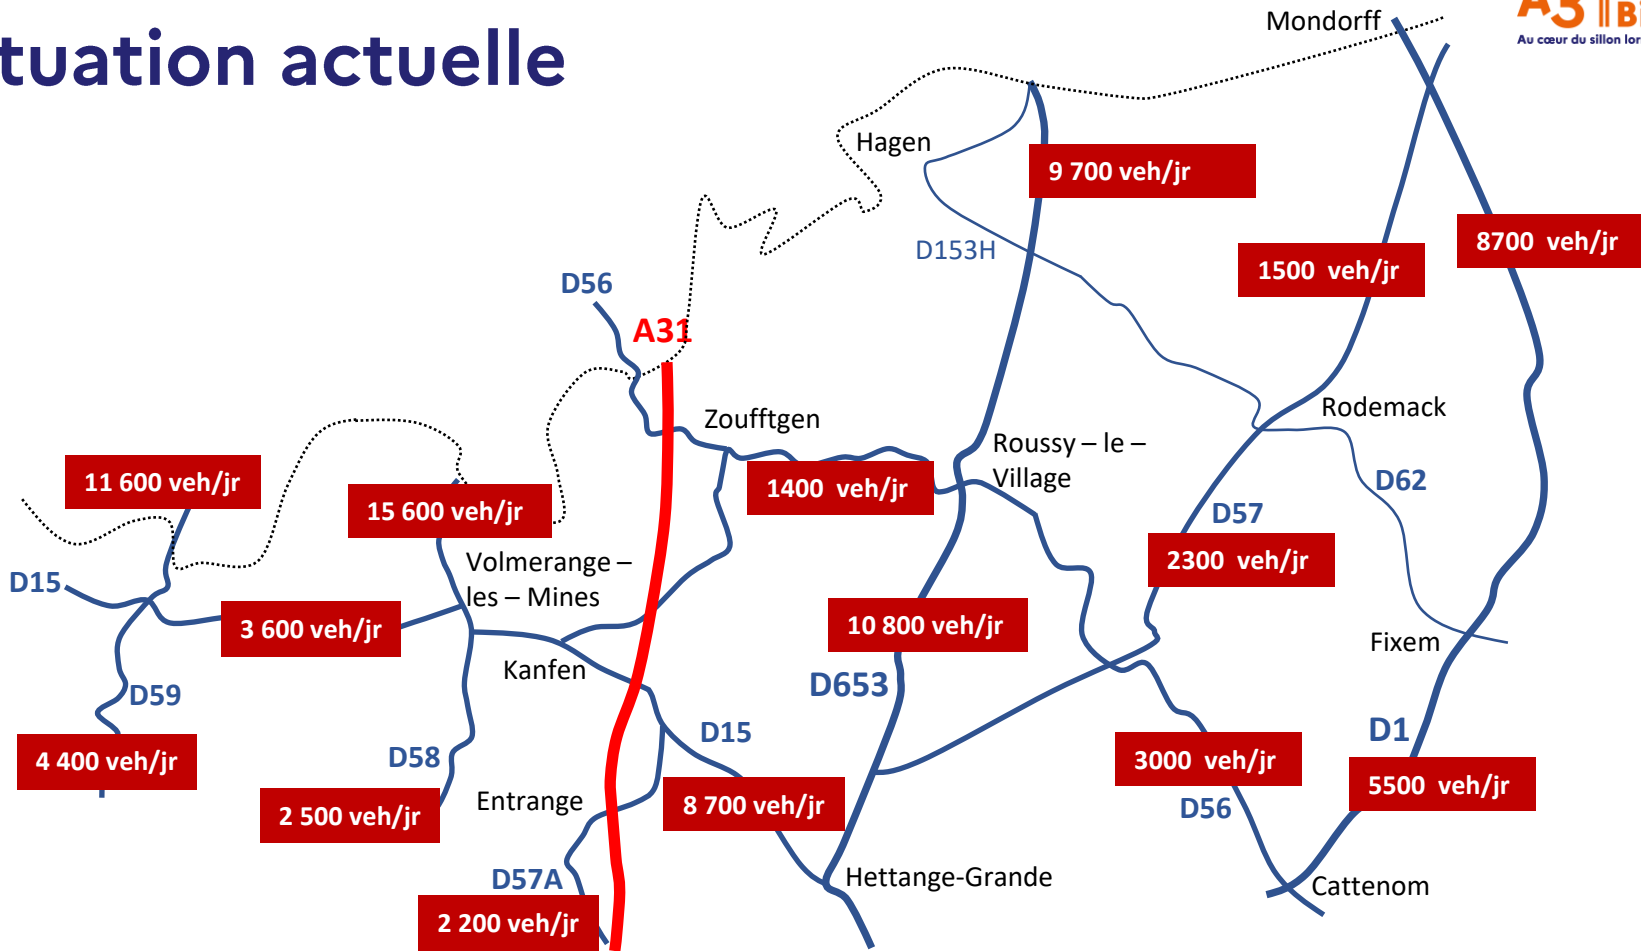 Mondorff
Au cœur du sillon lor
tuation actuelle
Hagen
9 700 veh/jr
D153H
8700 veh/jr
1500 veh/jr
D56
A31
Zoufftgen
Rodemack
Roussy – le –
Village
11 600 veh/jr
15 600 veh/jr
1400 veh/jr
D62
D57
Volmerange –
les – Mines
D15
2300 veh/jr
3 600 veh/jr
10 800 veh/jr
Fixem
Kanfen
D653
D59
D15
D1
4 400 veh/jr
D58
3000 veh/jr
5500 veh/jr
Entrange
8 700 veh/jr
2 500 veh/jr
D56
D57A
Hettange-Grande
Cattenom
2 200 veh/jr